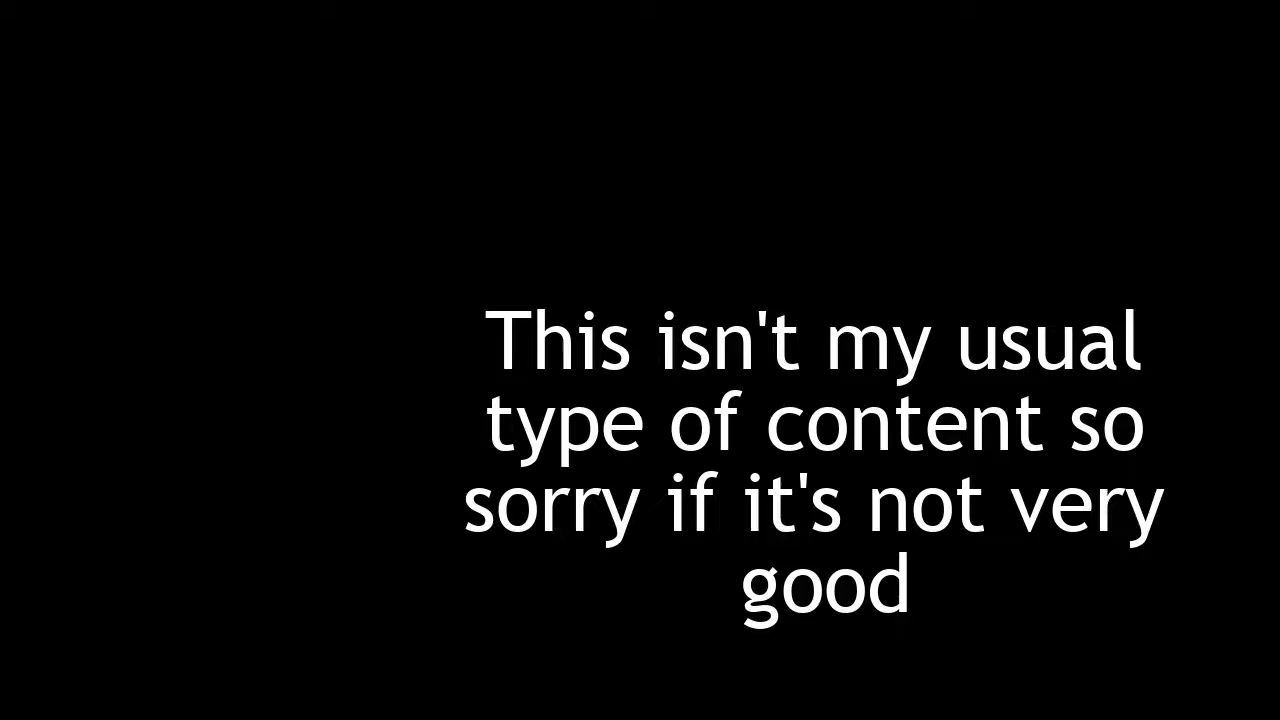 This isn't my usual
type of content so
sorry if it's not very
good